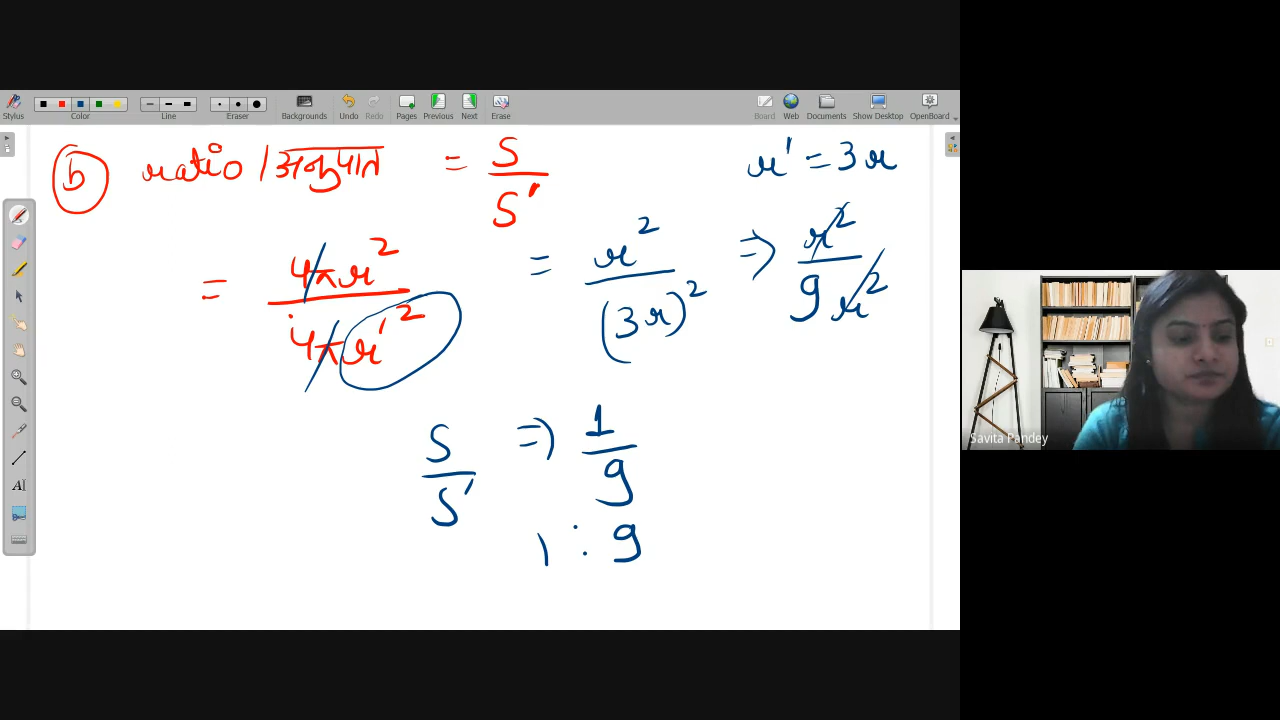 Stylus Color Line Eraser Backgrounds Undo Redo Pages Previous Next Erase Board Web Documents Show Desktop OpenBoard
(b) ratio / अनुपात = S/S' r' = 3r
= 4πr²/4πr'² = r²/(3r)² => r²/9r²
S/S' => 1/9
1 : 9
Savita Pandey